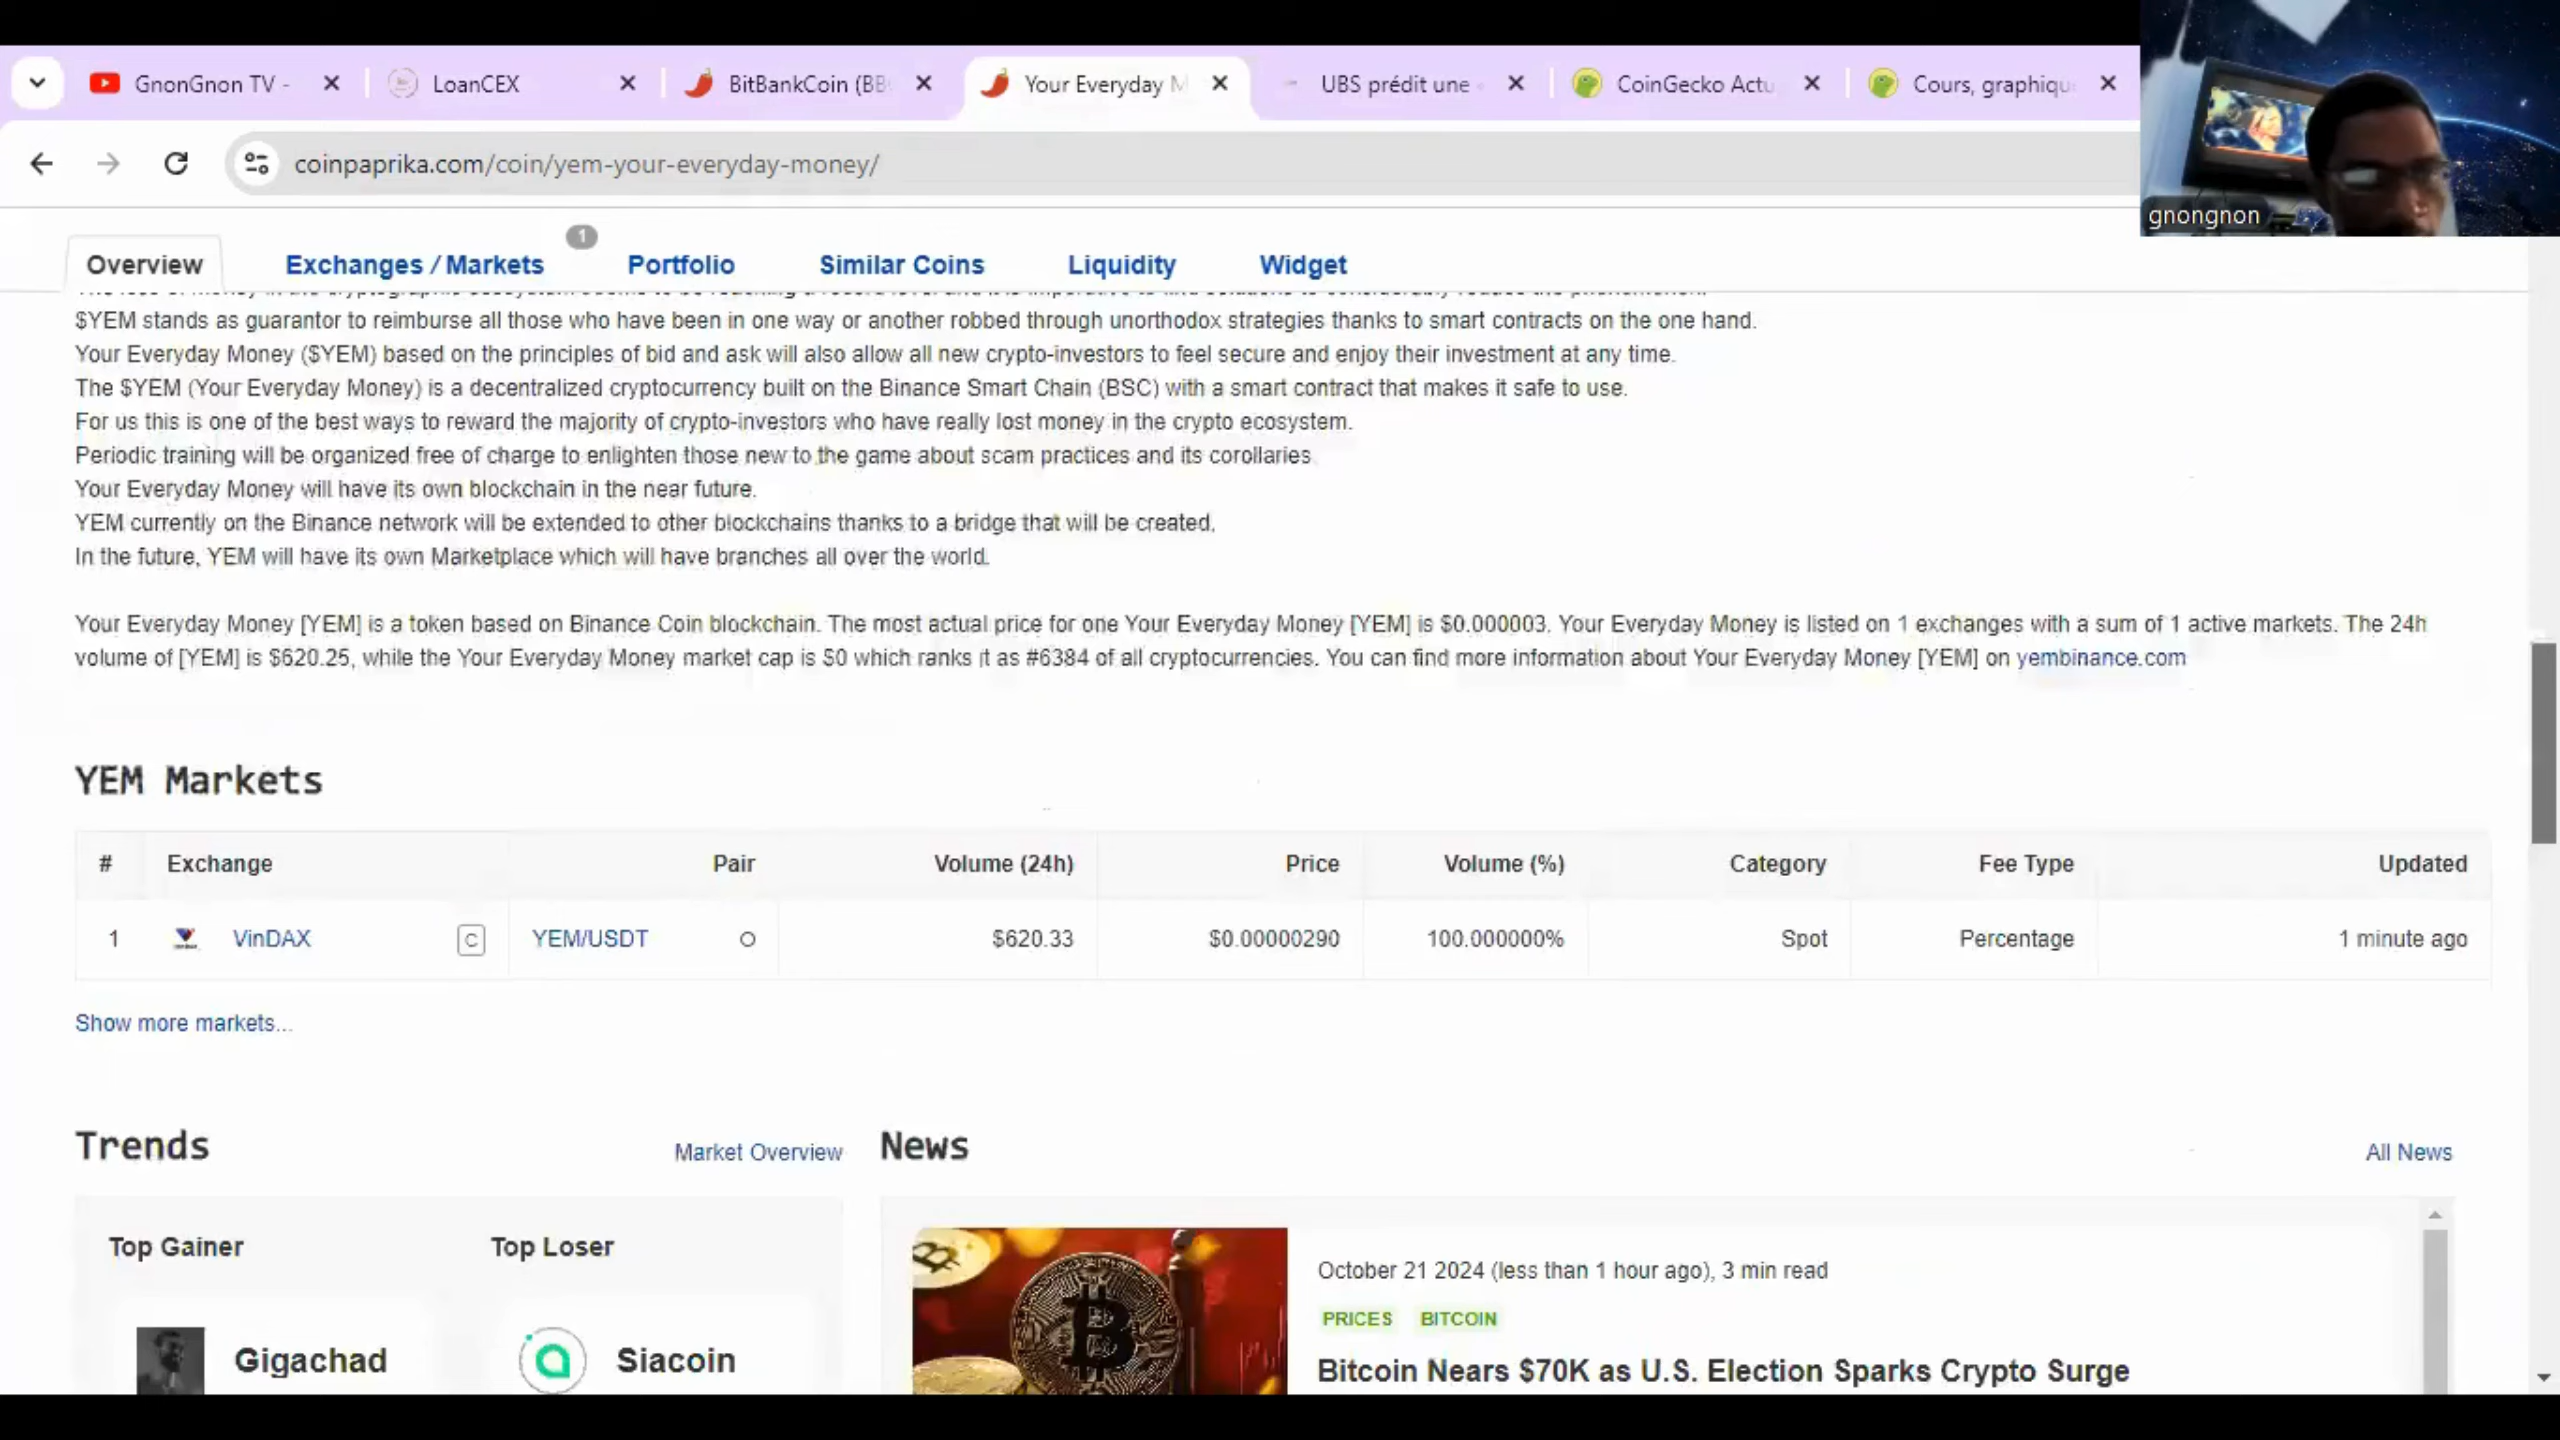 GnonGnon TV -
LoanCEX
BitBankCoin (BB
Your Everyday M
UBS prédit une
CoinGecko Actu
Cours, graphiqu
coinpaprika.com/coin/yem-your-everyday-money/
gnongnon
Overview
Exchanges / Markets
1
Portfolio
Similar Coins
Liquidity
Widget
$YEM stands as guarantor to reimburse all those who have been in one way or another robbed through unorthodox strategies thanks to smart contracts on the one hand.
Your Everyday Money ($YEM) based on the principles of bid and ask will also allow all new crypto-investors to feel secure and enjoy their investment at any time.
The $YEM (Your Everyday Money) is a decentralized cryptocurrency built on the Binance Smart Chain (BSC) with a smart contract that makes it safe to use.
For us this is one of the best ways to reward the majority of crypto-investors who have really lost money in the crypto ecosystem.
Periodic training will be organized free of charge to enlighten those new to the game about scam practices and its corollaries.
Your Everyday Money will have its own blockchain in the near future.
YEM currently on the Binance network will be extended to other blockchains thanks to a bridge that will be created.
In the future, YEM will have its own Marketplace which will have branches all over the world.
Your Everyday Money [YEM] is a token based on Binance Coin blockchain. The most actual price for one Your Everyday Money [YEM] is $0.000003. Your Everyday Money is listed on 1 exchanges with a sum of 1 active markets. The 24h
volume of [YEM] is $620.25, while the Your Everyday Money market cap is $0 which ranks it as #6384 of all cryptocurrencies. You can find more information about Your Everyday Money [YEM] on yembinance.com
YEM Markets
# Exchange Pair Volume (24h) Price Volume (%) Category Fee Type Updated
1 VinDAX C YEM/USDT $620.33 $0.00000290 100.000000% Spot Percentage 1 minute ago
Show more markets...
Trends
Market Overview
News
All News
Top Gainer
Top Loser
Gigachad
Siacoin
October 21 2024 (less than 1 hour ago), 3 min read
PRICES BITCOIN
Bitcoin Nears $70K as U.S. Election Sparks Crypto Surge